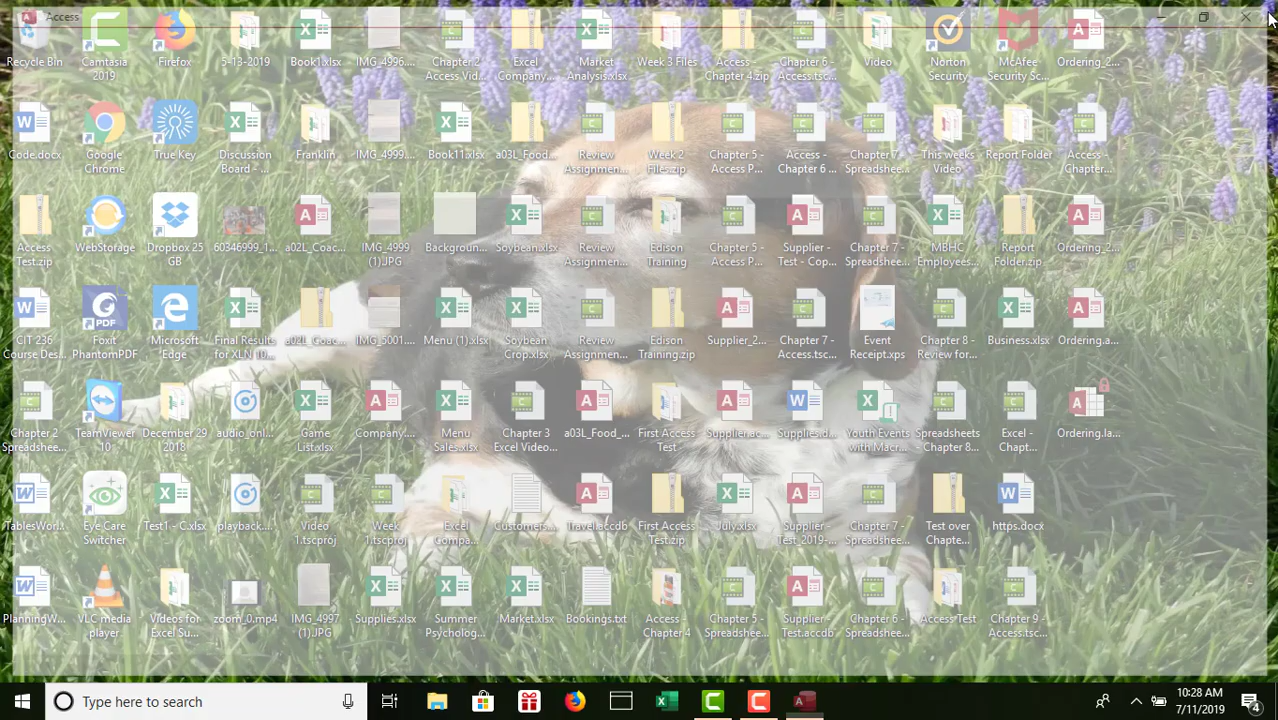 Access
Recycle Bin
Camtasia 2019
Firefox
5-13-2019
Book1.xlsx
IMG_4996....
Chapter 2 Access Vid...
Excel Company...
Market Analysis.xlsx
Week 3 Files
Access - Chapter 4.zip
Chapter 6 - Access.tsc...
Video
Norton Security
McAfee Security Sc...
Ordering_2...
Code.docx
Google Chrome
True Key
Discussion Board - ...
Franklin
IMG_4999....
Book11.xlsx
a03L_Food...
Review Assignmen...
Week 2 Files.zip
Chapter 5 - Access P...
Access - Chapter 6 ...
Chapter 7 - Spreadshee...
This weeks Video
Report Folder
Access - Chapter...
Access Test.zip
WebStorage
Dropbox 25 GB
60346999_1...
a02L_Coac...
IMG_4999 (1).JPG
Backgroun...
Soybean.xlsx
Review Assignmen...
Edison Training
Chapter 5 - Access P...
Supplier - Test - Cop...
Chapter 7 - Spreadshee...
MBHC Employees...
Report Folder.zip
Ordering_2...
CIT 236 Course Des...
Foxit PhantomPDF
Microsoft Edge
Final Results for XLN 10...
a02L_Coac...
IMG_5001....
Menu (1).xlsx
Soybean Crop.xlsx
Review Assignmen...
Edison Training.zip
Supplier_2...
Chapter 7 - Access.tsc...
Event Receipt.xps
Chapter 8 - Review for...
Business.xlsx
Ordering.a...
Chapter 2 Spreadshee...
TeamViewer 10
December 29 2018
audio_onl...
Game List.xlsx
Company...
Menu Sales.xlsx
Chapter 3 Excel Video...
a03L_Food_...
First Access Test
Supplier.ac...
Supplies.d...
Youth Events with Macr...
Spreadsheets - Chapter 8...
Excel - Chapt...
Ordering.la...
TablesWor...
Eye Care Switcher
Test1 - C.xlsx
playback....
Video 1.tscproj
Week 1.tscproj
Excel Compa...
Customers...
Travel.accdb
First Access Test.zip
July.xlsx
Supplier - Test_2019-...
Chapter 7 - Spreadshee...
Test over Chapte...
https.docx
PlanningW...
VLC media player
Videos for Excel Su...
zoom_0.mp4
IMG_4997 (1).JPG
Supplies.xlsx
Summer Psycholog...
Market.xlsx
Bookings.txt
Access - Chapter 4
Chapter 5 - Spreadshee...
Supplier - Test.accdb
Chapter 6 - Spreadshee...
Access Test
Chapter 9 - Access.tsc...
Type here to search
10:28 AM
7/11/2019
4